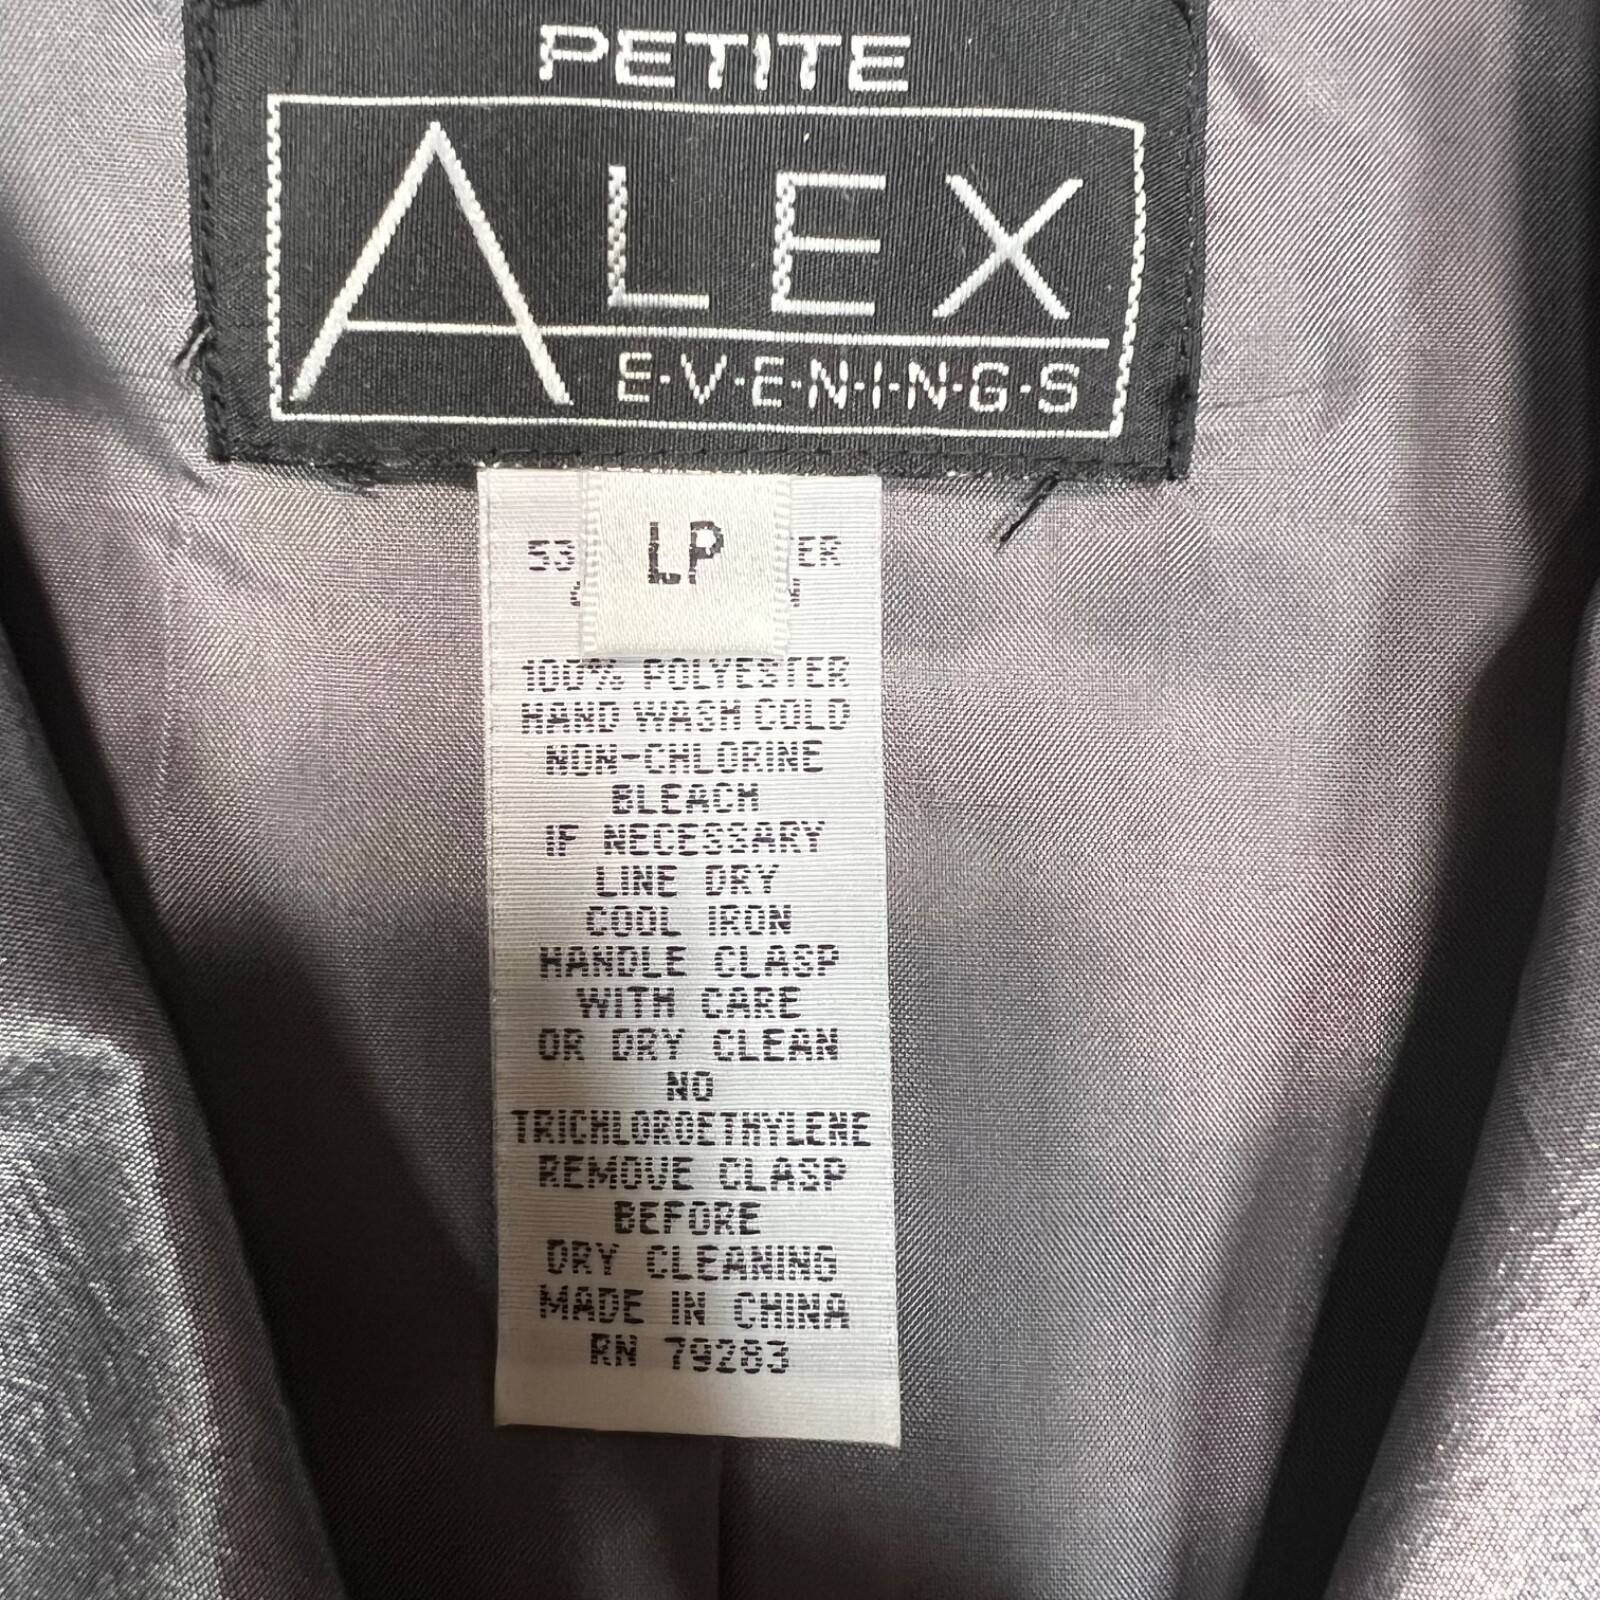 PETITE
ALEX
E·V·E·N·I·N·G·S
LP
100% POLYESTER
HAND WASH COLD
NON-CHLORINE
BLEACH
IF NECESSARY
LINE DRY
COOL IRON
HANDLE CLASP
WITH CARE
OR DRY CLEAN
NO
TRICHLOROETHYLENE
REMOVE CLASP
BEFORE
DRY CLEANING
MADE IN CHINA
RN 79283